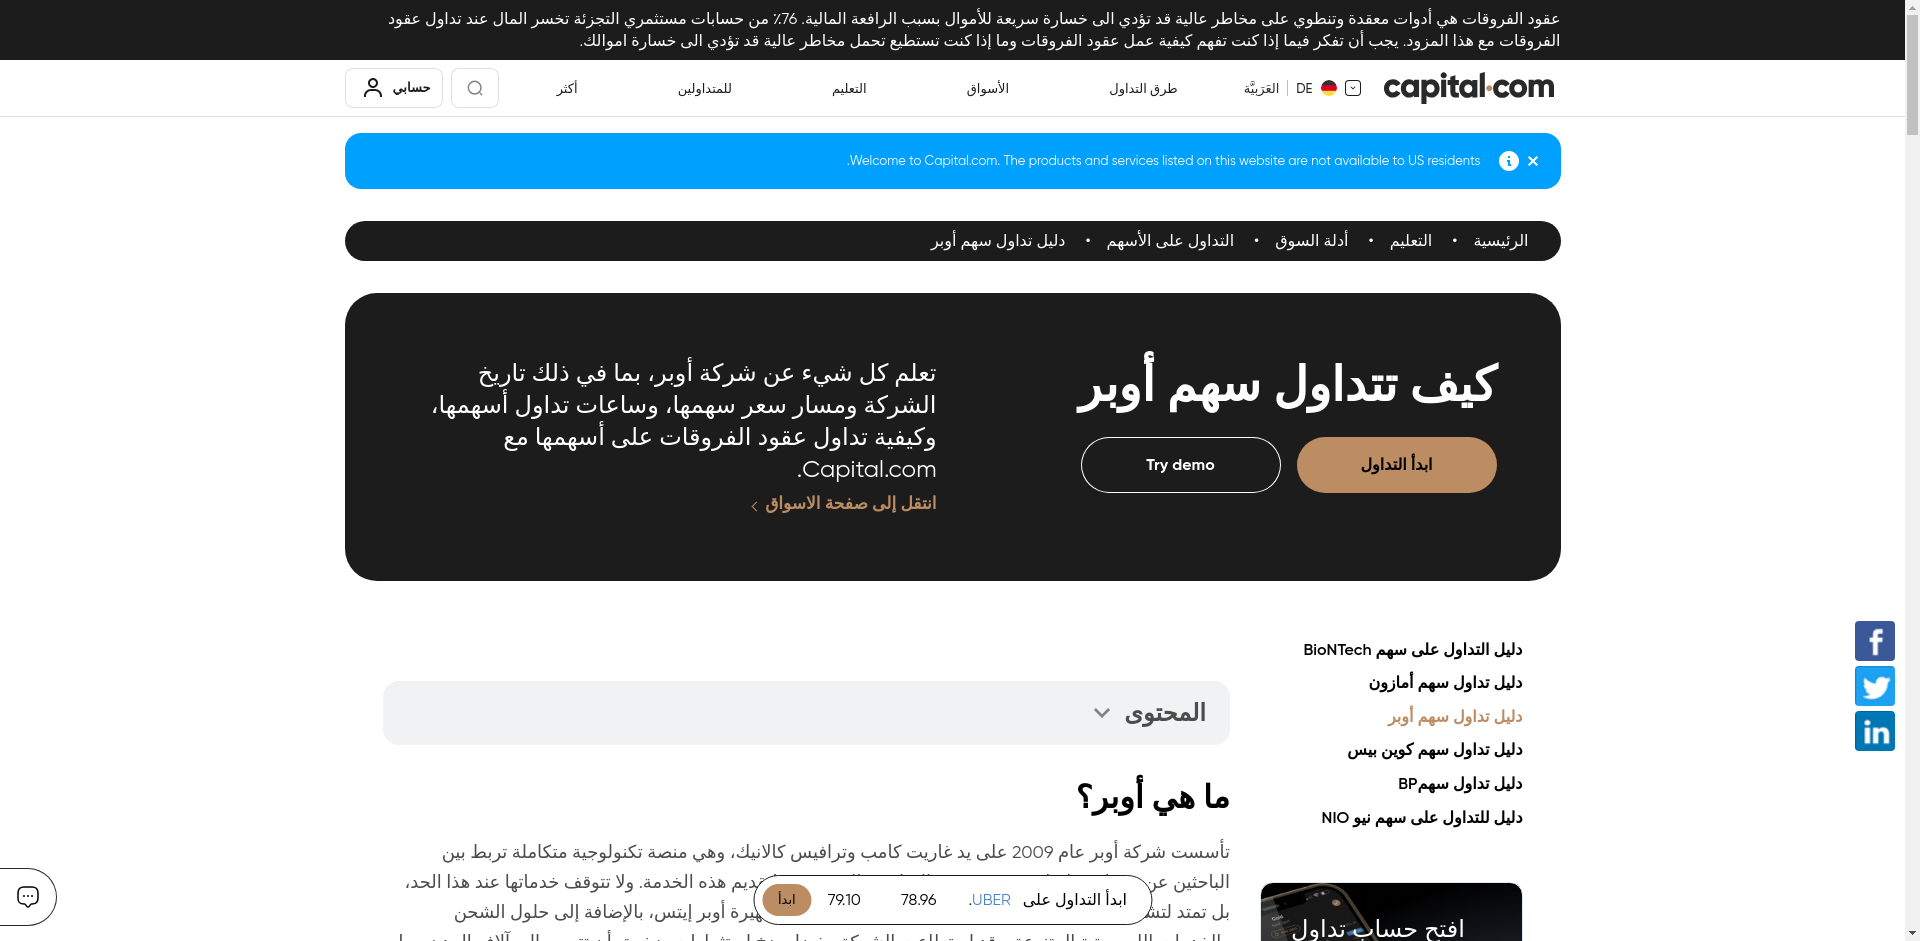 عقود الفروقات هي أدوات معقدة وتنطوي على مخاطر عالية قد تؤدي الى خسارة سريعة للأموال بسبب الرافعة المالية. 76٪ من حسابات مستثمري التجزئة تخسر المال عند تداول عقود
الفروقات مع هذا المزود. يجب أن تفكر فيما إذا كنت تفهم كيفية عمل عقود الفروقات وما إذا كنت تستطيع تحمل مخاطر عالية قد تؤدي الى خسارة اموالك.
capital.com
DE العَرَبيَّة
طرق التداول
الأسواق
التعليم
للمتداولين
أكثر
حسابي
Welcome to Capital.com. The products and services listed on this website are not available to US residents.
الرئيسية • التعليم • أدلة السوق • التداول على الأسهم • دليل تداول سهم أوبر
كيف تتداول سهم أوبر
ابدأ التداول
Try demo
تعلم كل شيء عن شركة أوبر، بما في ذلك تاريخ
الشركة ومسار سعر سهمها، وساعات تداول أسهمها،
وكيفية تداول عقود الفروقات على أسهمها مع
Capital.com.
انتقل إلى صفحة الاسواق
دليل التداول على سهم BioNTech
دليل تداول سهم أمازون
دليل تداول سهم أوبر
دليل تداول سهم كوين بيس
دليل تداول سهمBP
دليل للتداول على سهم نيو NIO
افتح حساب تداول
المحتوى
ما هي أوبر؟
تأسست شركة أوبر عام 2009 على يد غاريت كامب وترافيس كالانيك، وهي منصة تكنولوجية متكاملة تربط بين
الباحثين عن تقديم هذه الخدمة. ولا تتوقف خدماتها عند هذا الحد،
بل تمتد لتش هيرة أوبر إيتس، بالإضافة إلى حلول الشحن
ابدأ التداول على UBER.
78.96
79.10
ابدأ